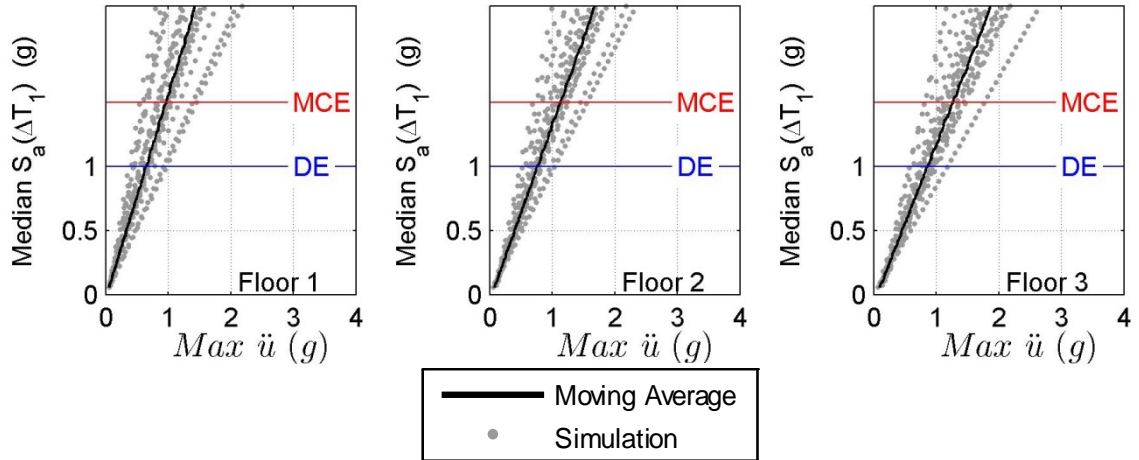 Median S_a(ΔT_1) (g)
MCE
DE
1
0.5
0
Floor 1
0 1 2 3 4
Max ü (g)
Median S_a(ΔT_1) (g)
MCE
DE
1
0.5
0
Floor 2
0 1 2 3 4
Max ü (g)
Median S_a(ΔT_1) (g)
MCE
DE
1
0.5
0
Floor 3
0 1 2 3 4
Max ü (g)
Moving Average
Simulation